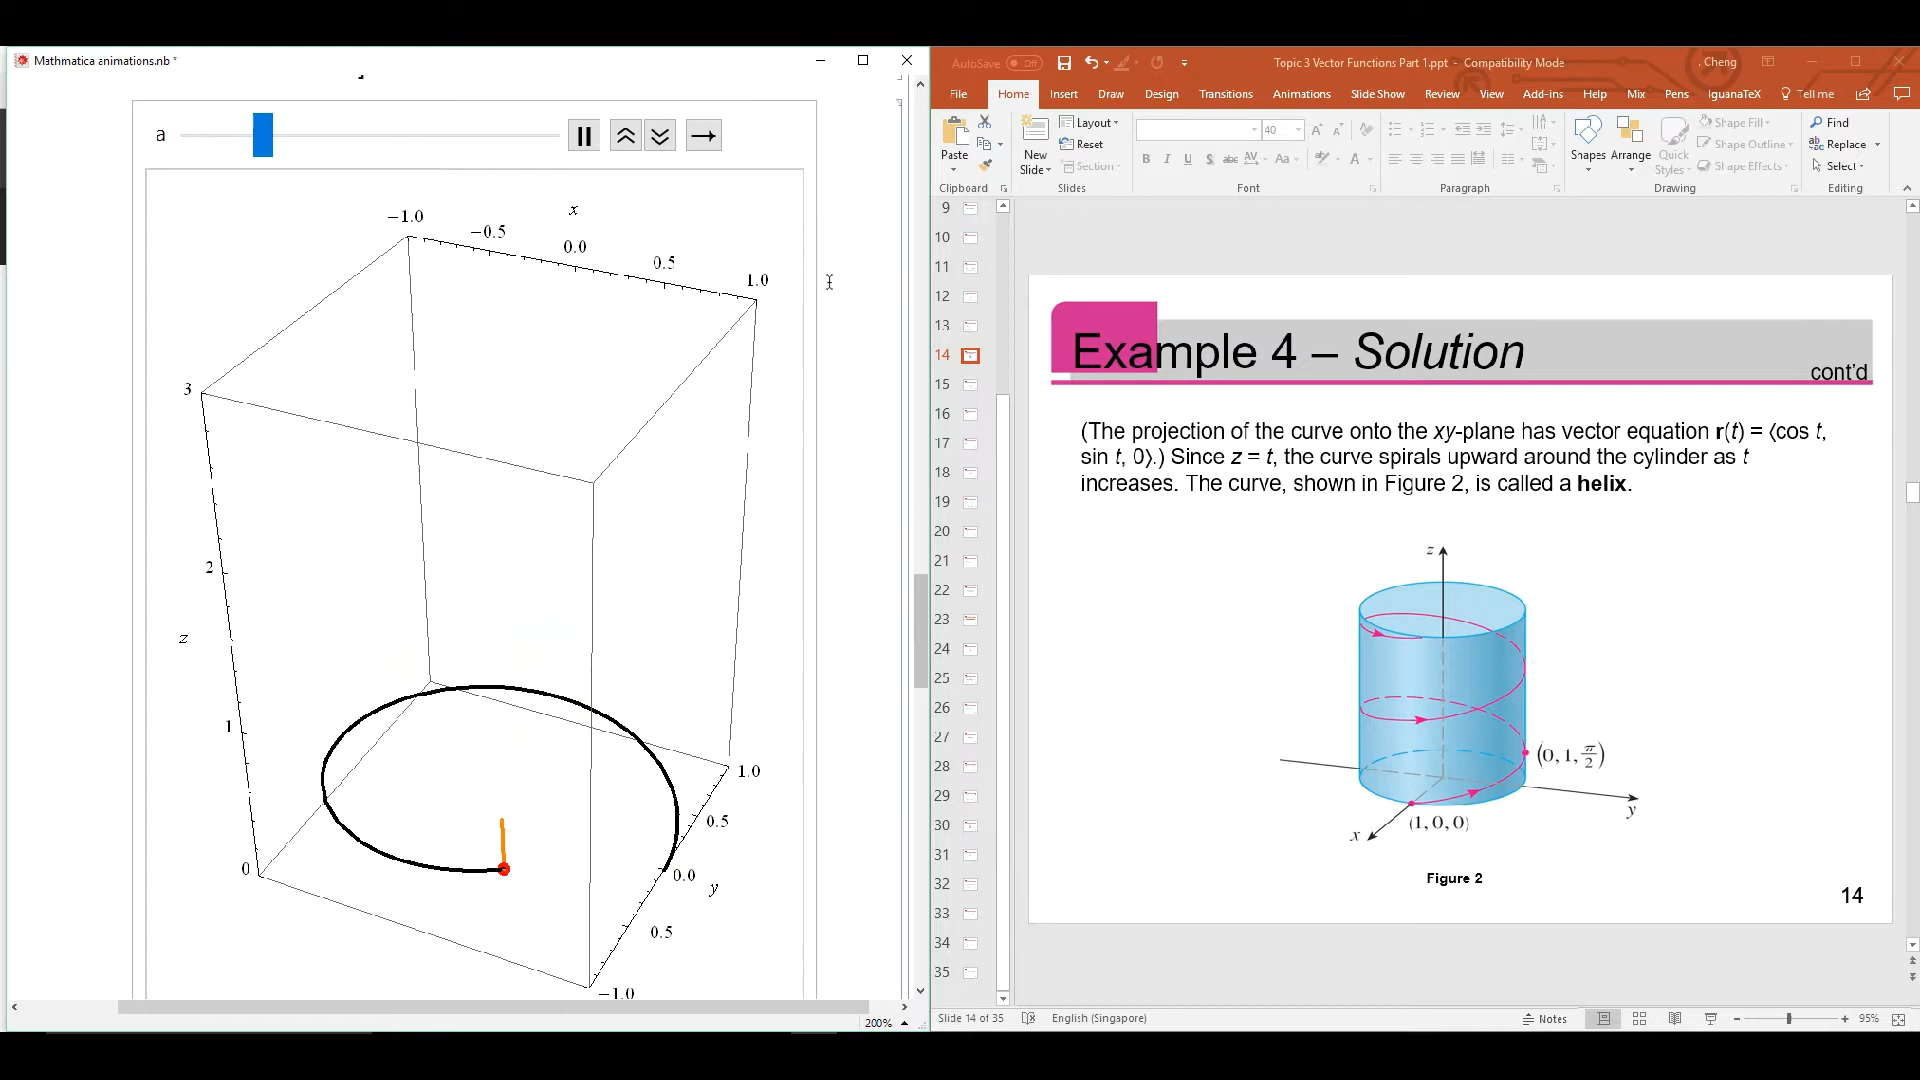 Mathmatica animations.nb *
a
x
−1.0
−0.5
0.0
0.5
1.0
3
2
z
1
0
1.0
0.5
0.0
y
0.5
−1.0
200%
AutoSave Off
Topic 3 Vector Functions Part 1.ppt - Compatibility Mode
. Cheng
File Home Insert Draw Design Transitions Animations Slide Show Review View Add-ins Help Mix Pens IguanaTeX Tell me
Paste
Clipboard
New
Slide
Layout
Reset
Section
Slides
40
B I U S abc AV Aa A
Font
Paragraph
Shapes
Arrange
Quick
Styles
Shape Fill
Shape Outline
Shape Effects
Drawing
Find
Replace
Select
Editing
9
10
11
12
13
14
15
16
17
18
19
20
21
22
23
24
25
26
27
28
29
30
31
32
33
34
35
Example 4 – Solution
cont'd
(The projection of the curve onto the xy-plane has vector equation r(t) = ⟨cos t,
sin t, 0⟩.) Since z = t, the curve spirals upward around the cylinder as t
increases. The curve, shown in Figure 2, is called a helix.
z
(0, 1, π/2)
y
(1, 0, 0)
x
Figure 2
14
Slide 14 of 35
English (Singapore)
Notes
95%